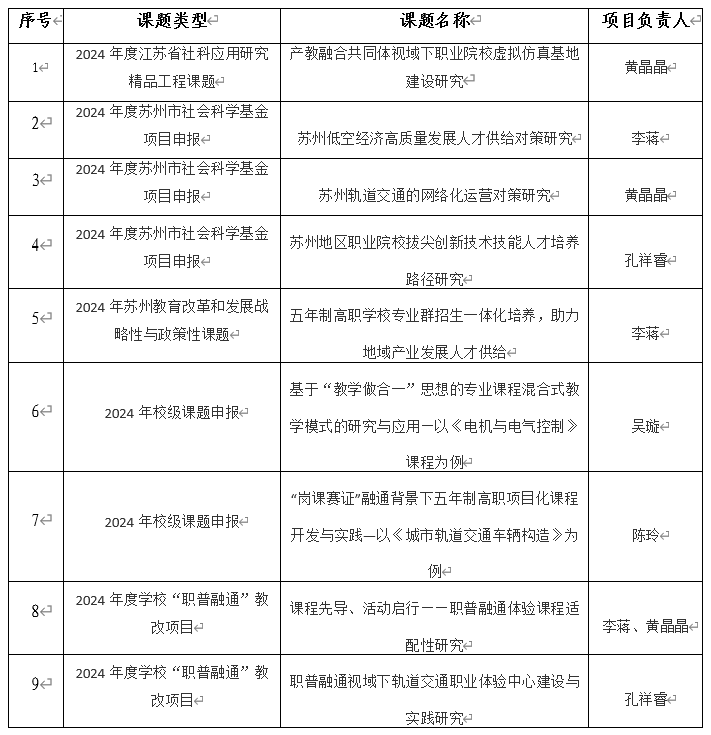 序号 课题类型 课题名称 项目负责人
1 2024 年度江苏省社科应用研究 产教融合共同体视域下职业院校虚拟仿真基地 黄晶晶
精品工程课题 建设研究
2 2024 年度苏州市社会科学基金 苏州低空经济高质量发展人才供给对策研究 李蒋
项目申报
3 2024 年度苏州市社会科学基金 苏州轨道交通的网络化运营对策研究 黄晶晶
项目申报
4 2024 年度苏州市社会科学基金 苏州地区职业院校拔尖创新技术技能人才培养 孔祥睿
项目申报 路径研究
5 2024 年苏州教育改革和发展战 五年制高职学校专业群招生一体化培养，助力 李蒋
略性与政策性课题 地域产业发展人才供给
6 2024 年校级课题申报 基于“教学做合一”思想的专业课程混合式教 吴璇
学模式的研究与应用—以《电机与电气控制》
课程为例
7 2024 年校级课题申报 “岗课赛证”融通背景下五年制高职项目化课程 陈玲
开发与实践—以《城市轨道交通车辆构造》为
例
8 2024 年度学校“职普融通”教 课程先导、活动启行——职普融通体验课程适 李蒋、黄晶晶
改项目 配性研究
9 2024 年度学校“职普融通”教 职普融通视域下轨道交通职业体验中心建设与 孔祥睿
改项目 实践研究